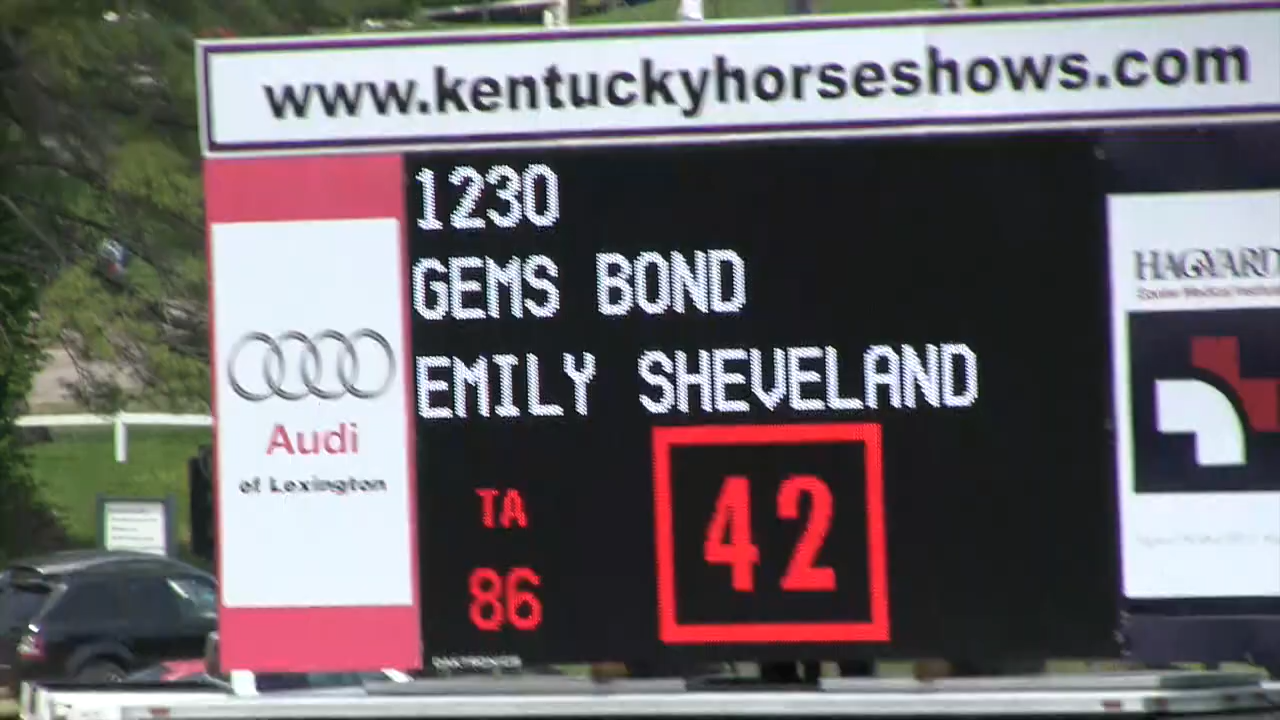 www.kentuckyhorseshows.com
1230
GEMS BOND
EMILY SHEVELAND
TA
86
42
Audi
of Lexington
HAGYARD